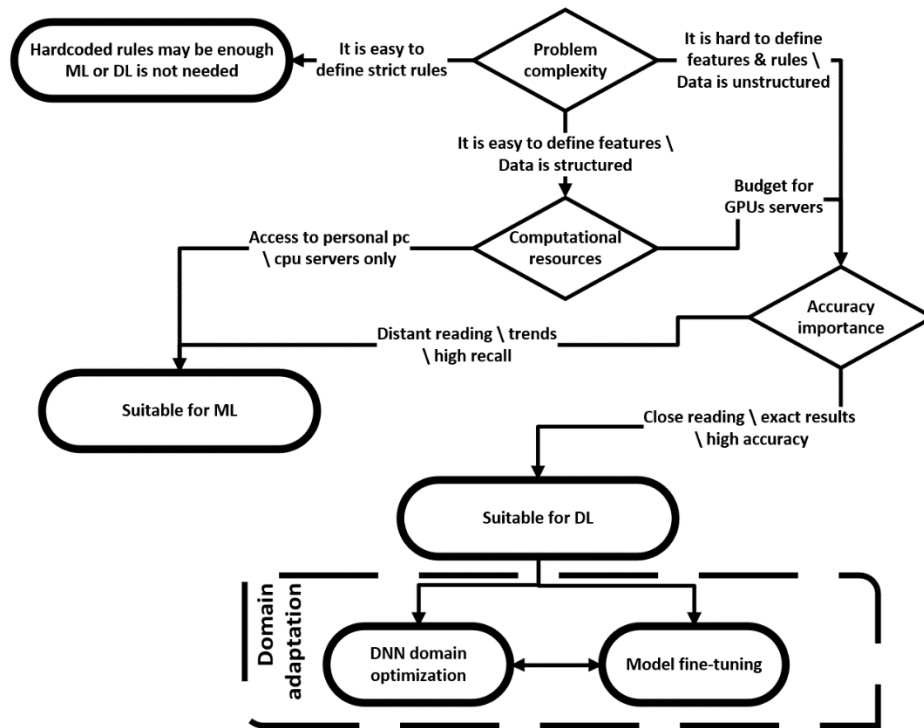 Hardcoded rules may be enough
ML or DL is not needed
It is easy to
define strict rules
Problem
complexity
It is hard to define
features & rules \
Data is unstructured
It is easy to define features \
Data is structured
Budget for
GPUs servers
Access to personal pc
\ cpu servers only
Computational
resources
Accuracy
importance
Distant reading \ trends
\ high recall
Suitable for ML
Close reading \ exact results
\ high accuracy
Suitable for DL
Domain
adaptation
DNN domain
optimization
Model fine-tuning